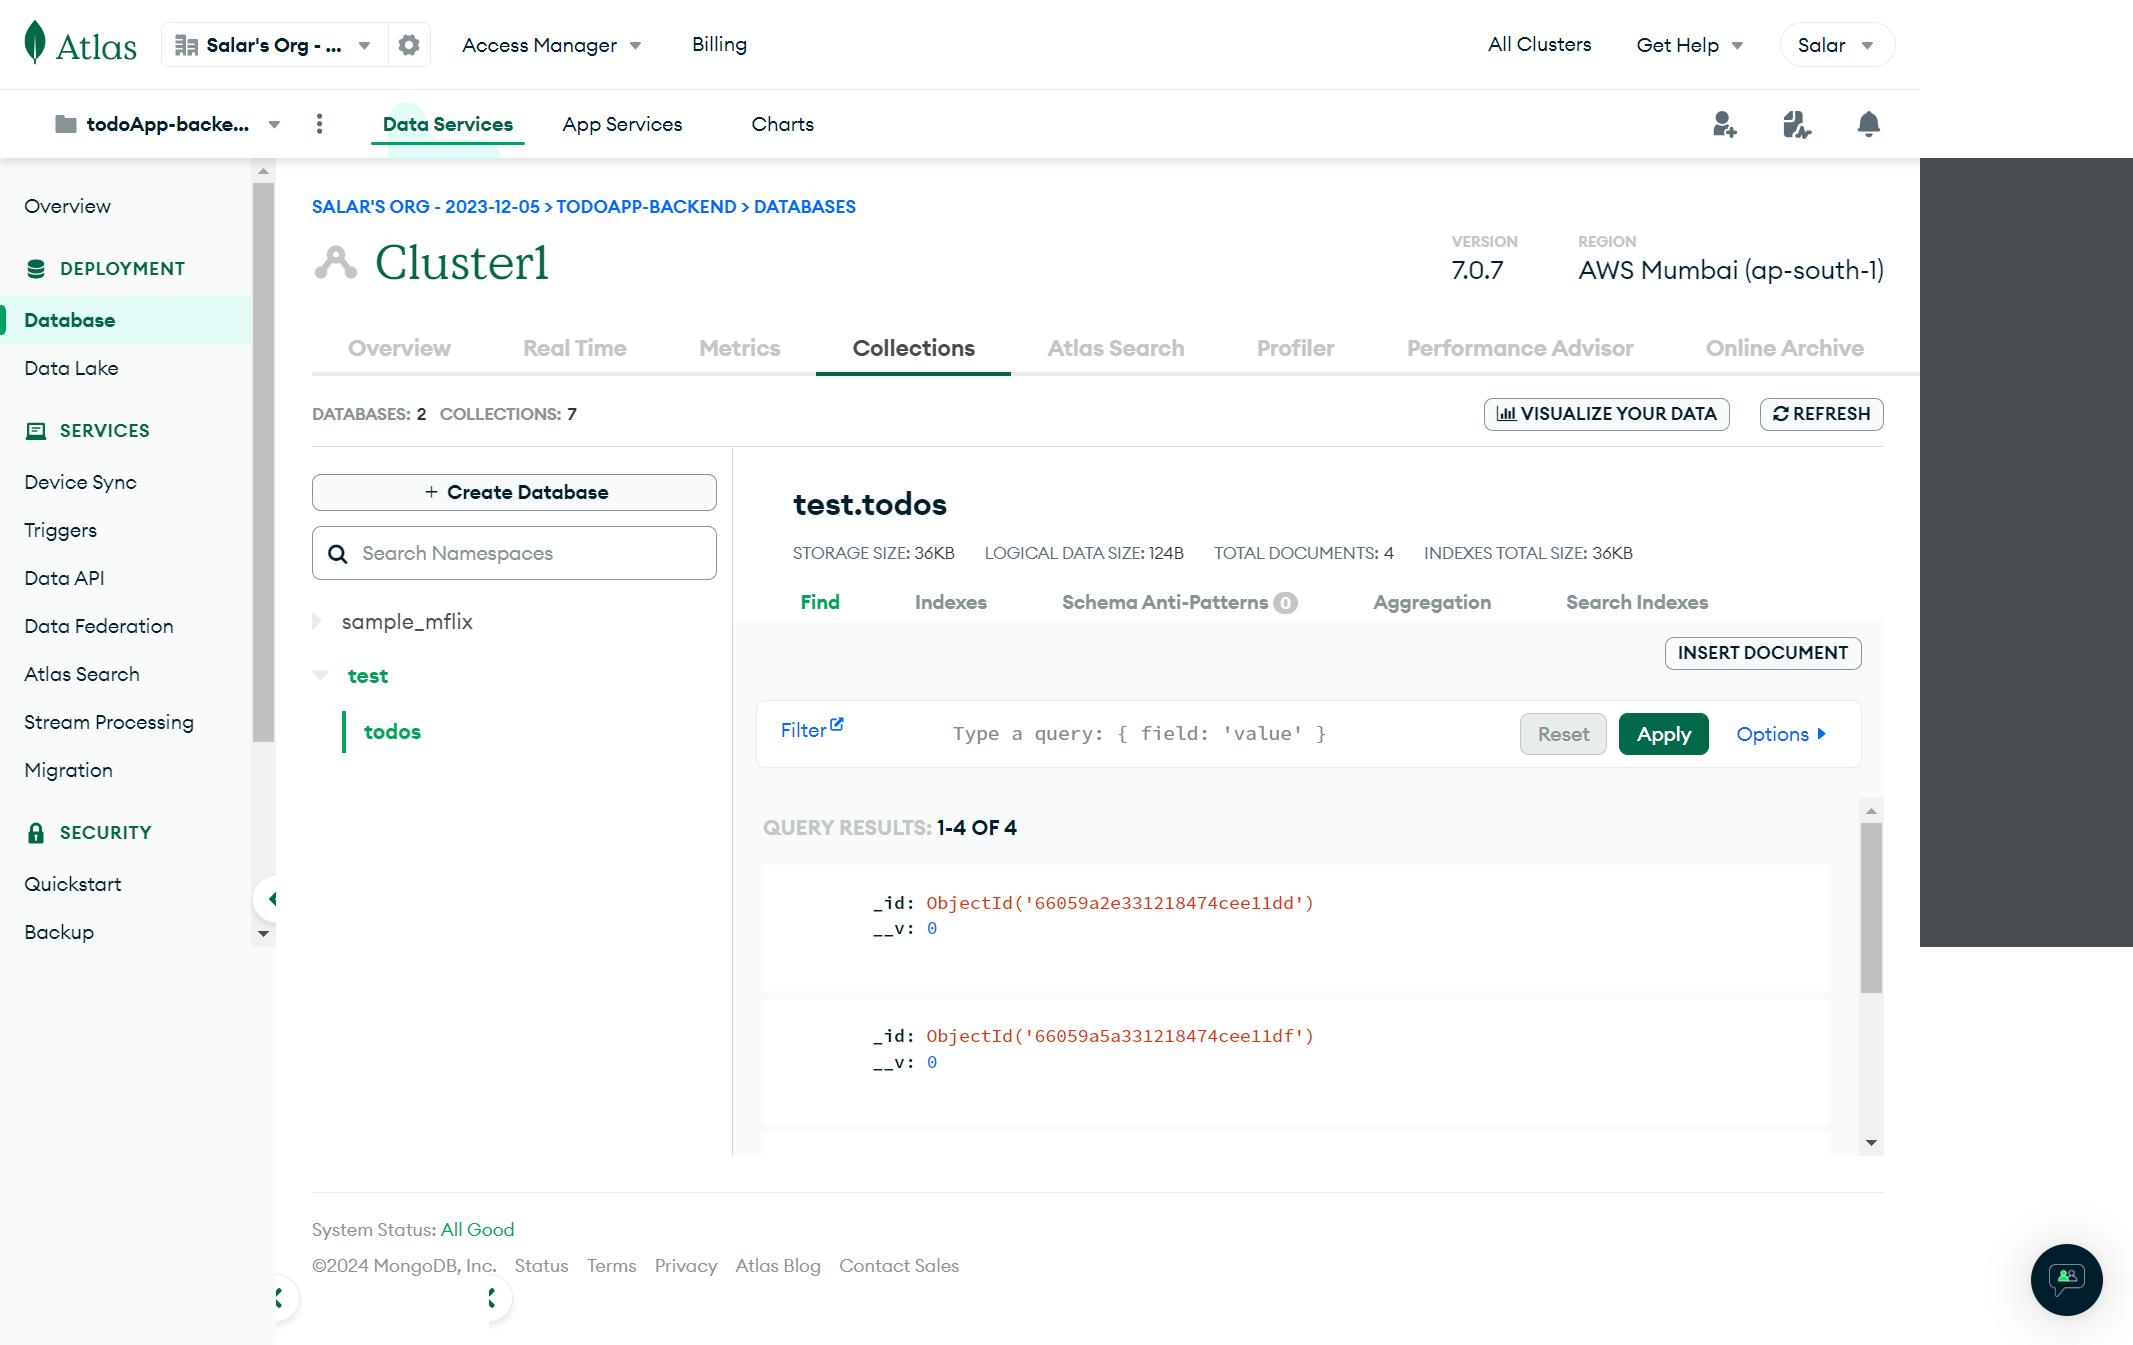 Atlas
Salar's Org - ...
Access Manager
Billing
All Clusters
Get Help
Salar
todoApp-backe...
Data Services
App Services
Charts
Overview
DEPLOYMENT
Database
Data Lake
SERVICES
Device Sync
Triggers
Data API
Data Federation
Atlas Search
Stream Processing
Migration
SECURITY
Quickstart
Backup
SALAR'S ORG - 2023-12-05 > TODOAPP-BACKEND > DATABASES
Cluster1
VERSION
7.0.7
REGION
AWS Mumbai (ap-south-1)
Overview
Real Time
Metrics
Collections
Atlas Search
Profiler
Performance Advisor
Online Archive
DATABASES: 2 COLLECTIONS: 7
VISUALIZE YOUR DATA
REFRESH
+ Create Database
Search Namespaces
sample_mflix
test
todos
test.todos
STORAGE SIZE: 36KB LOGICAL DATA SIZE: 124B TOTAL DOCUMENTS: 4 INDEXES TOTAL SIZE: 36KB
Find
Indexes
Schema Anti-Patterns 0
Aggregation
Search Indexes
INSERT DOCUMENT
Filter
Type a query: { field: 'value' }
Reset
Apply
Options
QUERY RESULTS: 1-4 OF 4
_id: ObjectId('66059a2e331218474cee11dd')
__v: 0
_id: ObjectId('66059a5a331218474cee11df')
__v: 0
System Status: All Good
©2024 MongoDB, Inc. Status Terms Privacy Atlas Blog Contact Sales